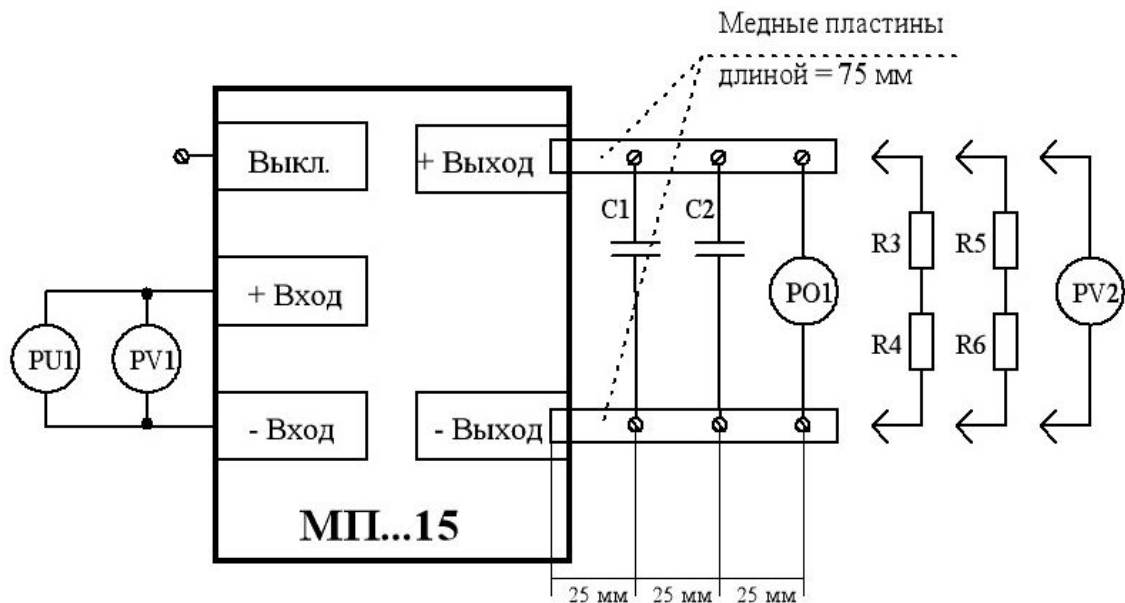 Медные пластины
длиной = 75 мм
Выкл.
+ Выход
C1
C2
R3
R5
+ Вход
PO1
PV2
PU1
PV1
R4
R6
- Вход
- Выход
МП...15
25 мм
25 мм
25 мм